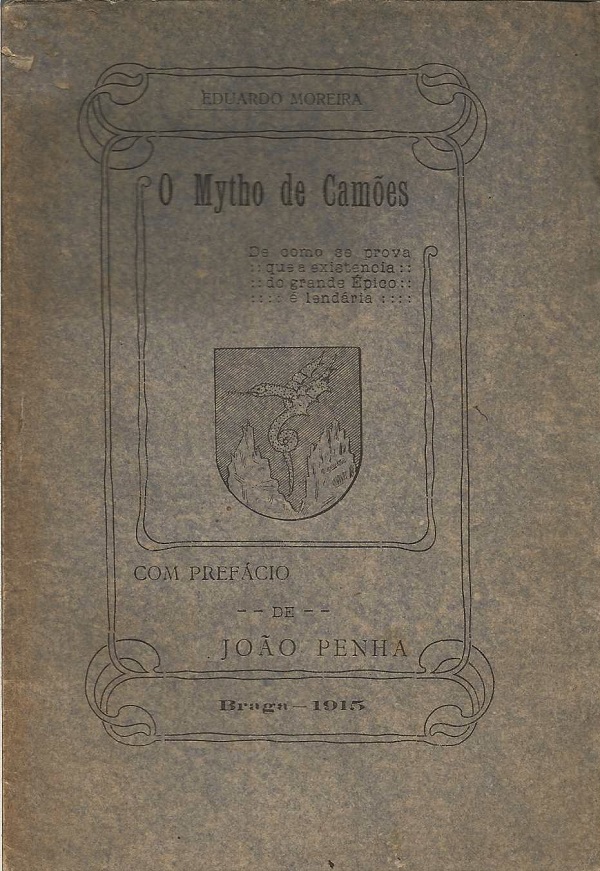 EDUARDO MOREIRA
O Mytho de Camões
De como se prova
:: que a existencia ::
:: do grande Épico ::
:::: é lendária ::::
COM PREFÁCIO
-- DE --
JOÃO PENHA
Braga — 1915